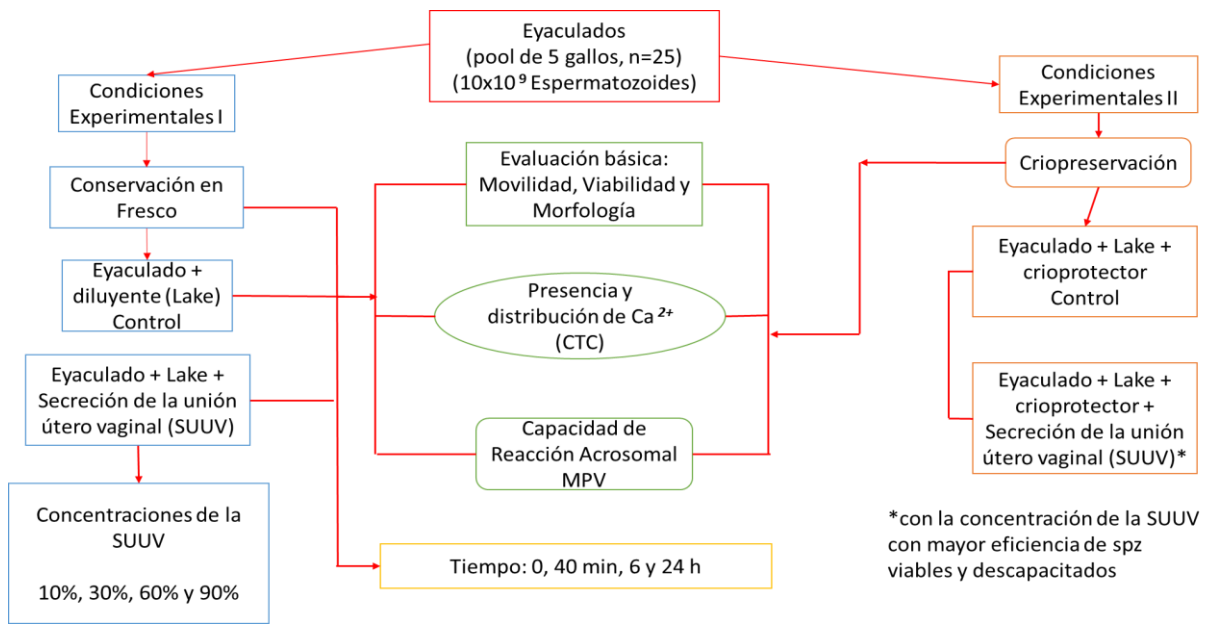 Eyaculados
(pool de 5 gallos, n=25)
(10x10⁹ Espermatozoides)
Condiciones
Experimentales I
Conservación en
Fresco
Eyaculado +
diluyente (Lake)
Control
Eyaculado + Lake +
Secreción de la unión
útero vaginal (SUUV)
Concentraciones de la
SUUV
10%, 30%, 60% y 90%
Evaluación básica:
Movilidad, Viabilidad y
Morfología
Presencia y
distribución de Ca²⁺
(CTC)
Capacidad de
Reacción Acrosomal
MPV
Tiempo: 0, 40 min, 6 y 24 h
Condiciones
Experimentales II
Criopreservación
Eyaculado + Lake +
crioprotector
Control
Eyaculado + Lake +
crioprotector +
Secreción de la unión
útero vaginal (SUUV)*
*con la concentración de la SUUV
con mayor eficiencia de spz
viables y descapacitados